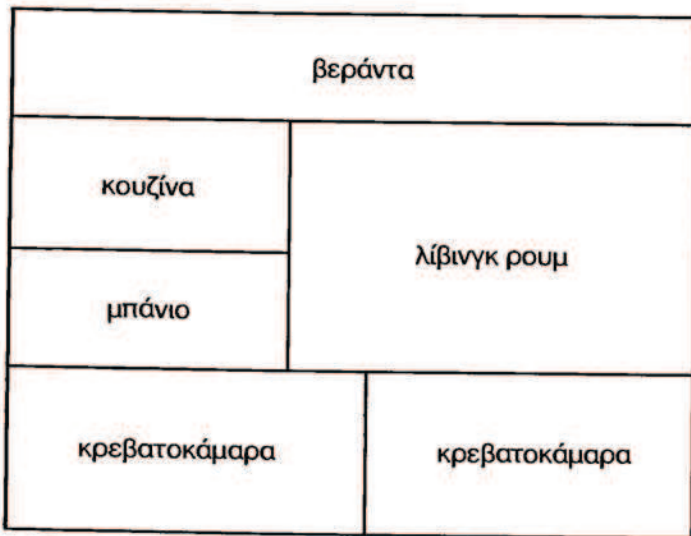 βεράντα
κουζίνα
λίβινγκ ρουμ
μπάνιο
κρεβατοκάμαρα
κρεβατοκάμαρα